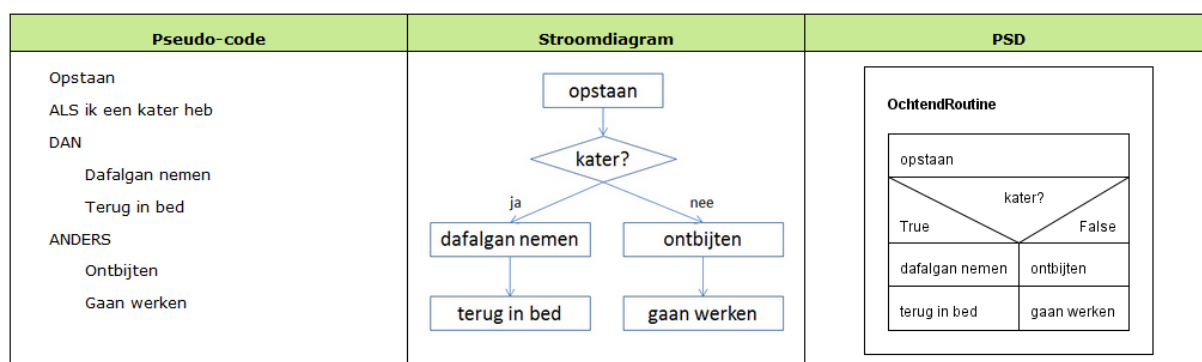 Pseudo-code
Stroomdiagram
PSD
Opstaan
ALS ik een kater heb
DAN
Dafalgan nemen
Terug in bed
ANDERS
Ontbijten
Gaan werken
opstaan
kater?
ja
nee
dafalgan nemen
ontbijten
terug in bed
gaan werken
OchtendRoutine
opstaan
kater?
True
False
dafalgan nemen
ontbijten
terug in bed
gaan werken